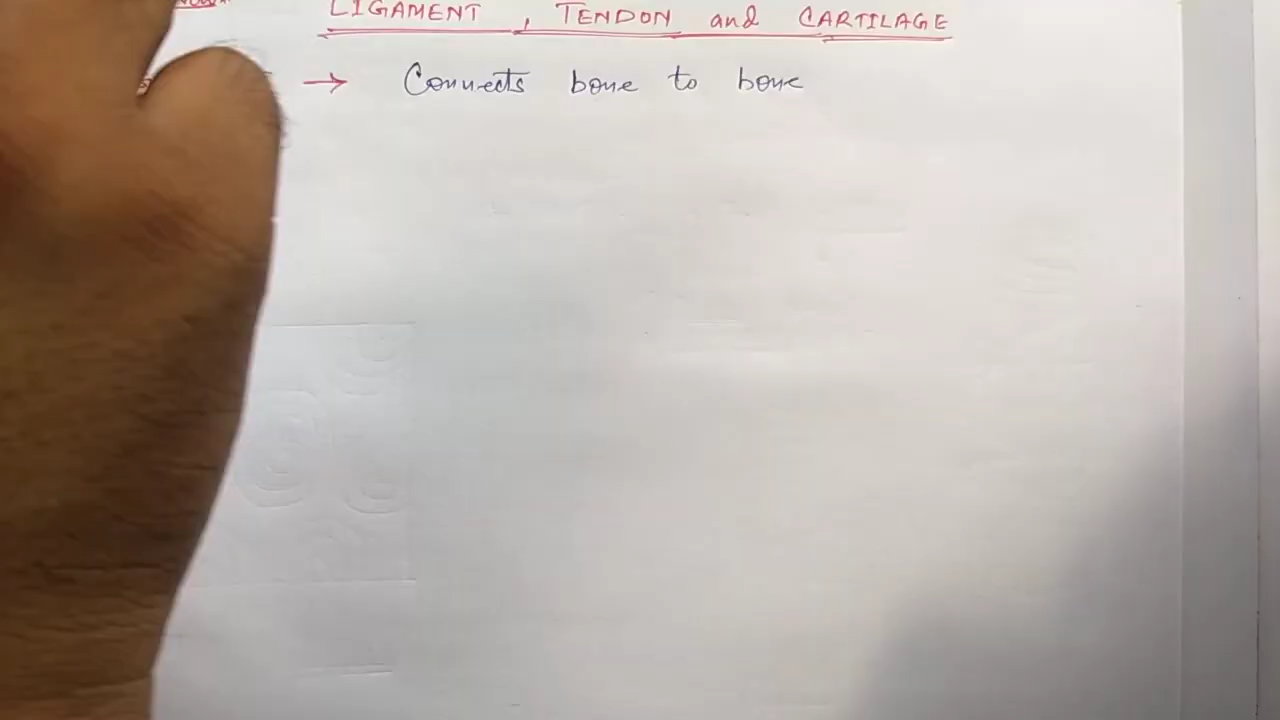 LIGAMENT , TENDON and CARTILAGE
→ Connects bone to bone